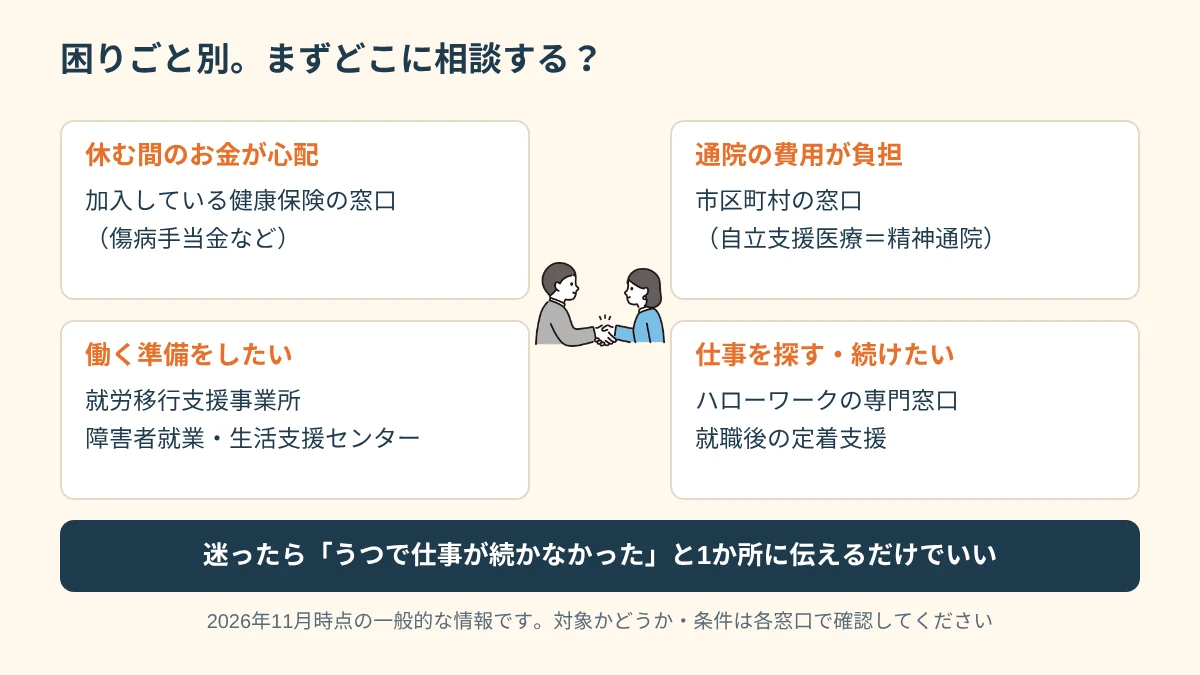 困りごと別。まずどこに相談する？
休む間のお金が心配
加入している健康保険の窓口
（傷病手当金など）
通院の費用が負担
市区町村の窓口
（自立支援医療＝精神通院）
働く準備をしたい
就労移行支援事業所
障害者就業・生活支援センター
仕事を探す・続けたい
ハローワークの専門窓口
就職後の定着支援
迷ったら「うつで仕事が続かなかった」と1か所に伝えるだけでいい
2026年11月時点の一般的な情報です。対象かどうか・条件は各窓口で確認してください